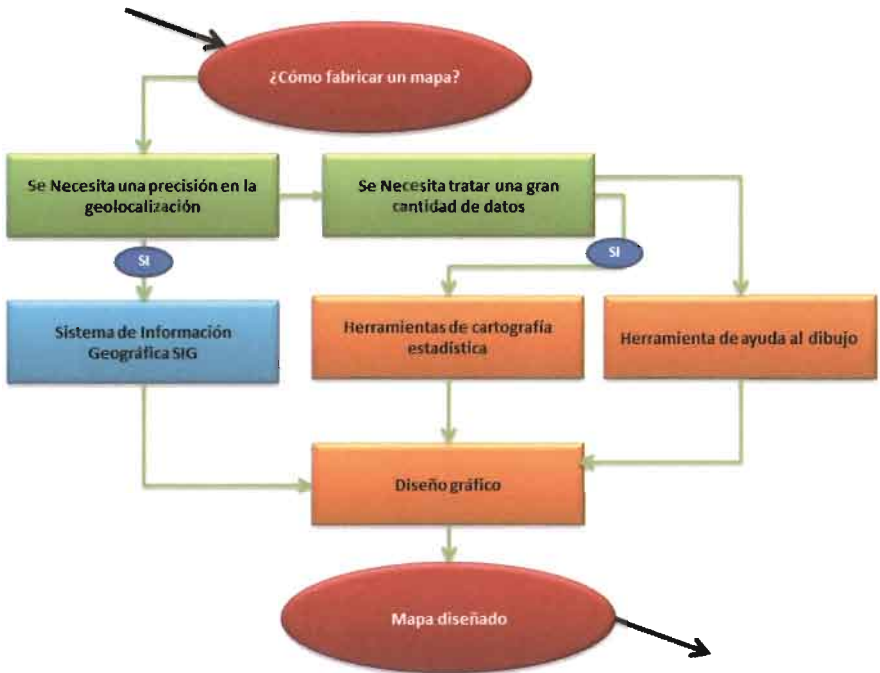 ¿Cómo fabricar un mapa?
Se Necesita una precisión en la
geolocalización
Se Necesita tratar una gran
cantidad de datos
SI
SI
Sistema de Información
Geográfica SIG
Herramientas de cartografía
estadística
Herramienta de ayuda al dibujo
Diseño gráfico
Mapa diseñado